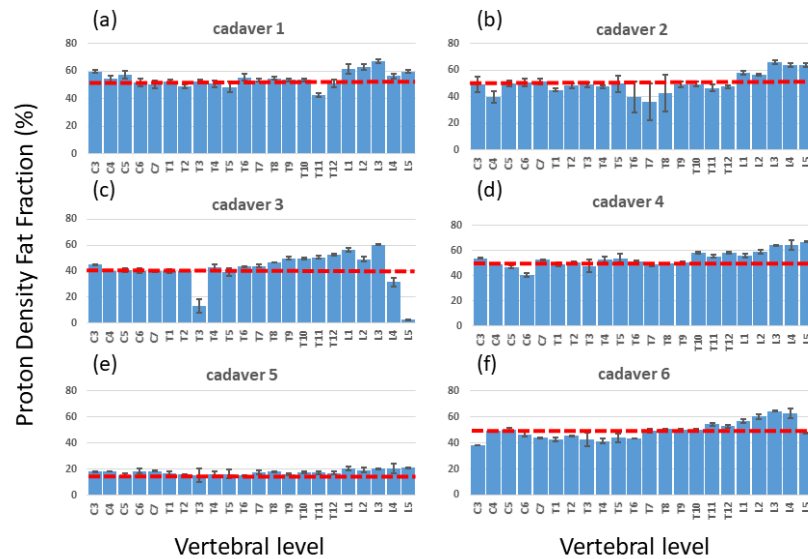 Proton Density Fat Fraction (%)
(a)
cadaver 1
80
60
40
20
0
C3 C4 C5 C6 C7 T1 T2 T3 T4 T5 T6 T7 T8 T9 T10 T11 T12 L1 L2 L3 L4 L5
(b)
cadaver 2
80
60
40
20
0
C3 C4 C5 C6 C7 T1 T2 T3 T4 T5 T6 T7 T8 T9 T10 T11 T12 L1 L2 L3 L4 L5
(c)
cadaver 3
80
60
40
20
0
C3 C4 C5 C6 C7 T1 T2 T3 T4 T5 T6 T7 T8 T9 T10 T11 T12 L1 L2 L3 L4 L5
(d)
cadaver 4
80
60
40
20
0
C3 C4 C5 C6 C7 T1 T2 T3 T4 T5 T6 T7 T8 T9 T10 T11 T12 L1 L2 L3 L4 L5
(e)
cadaver 5
80
60
40
20
0
C3 C4 C5 C6 C7 T1 T2 T3 T4 T5 T6 T7 T8 T9 T10 T11 T12 L1 L2 L3 L4 L5
(f)
cadaver 6
80
60
40
20
0
C3 C4 C5 C6 C7 T1 T2 T3 T4 T5 T6 T7 T8 T9 T10 T11 T12 L1 L2 L3 L4 L5
Vertebral level
Vertebral level